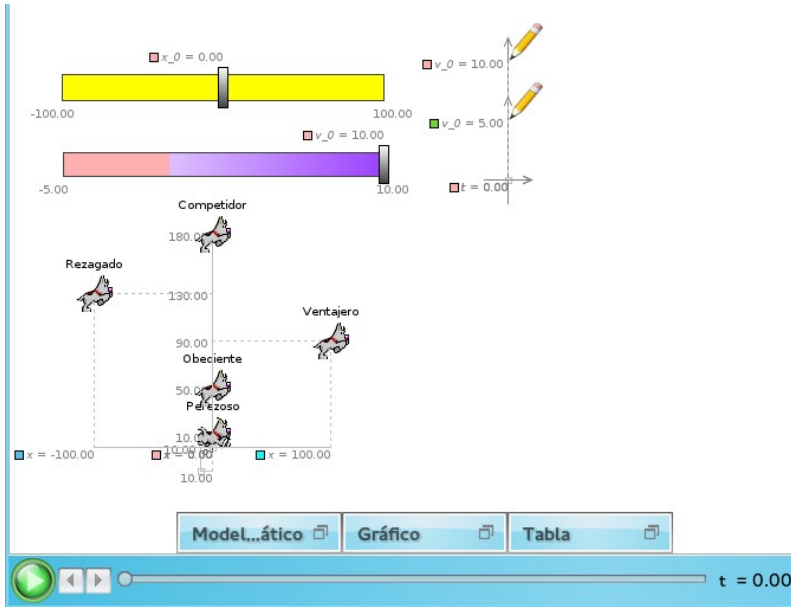 x_0 = 0.00
-100.00 100.00
v_0 = 10.00
-5.00 10.00
v_0 = 10.00
v_0 = 5.00
t = 0.00
Competidor
180.00
Rezagado
130.00
Ventajero
90.00
Obediente
50.00
Perezoso
10.00
10.00
x = -100.00 x = 0.00 x = 100.00
10.00
Model...ático Gráfico Tabla
t = 0.00